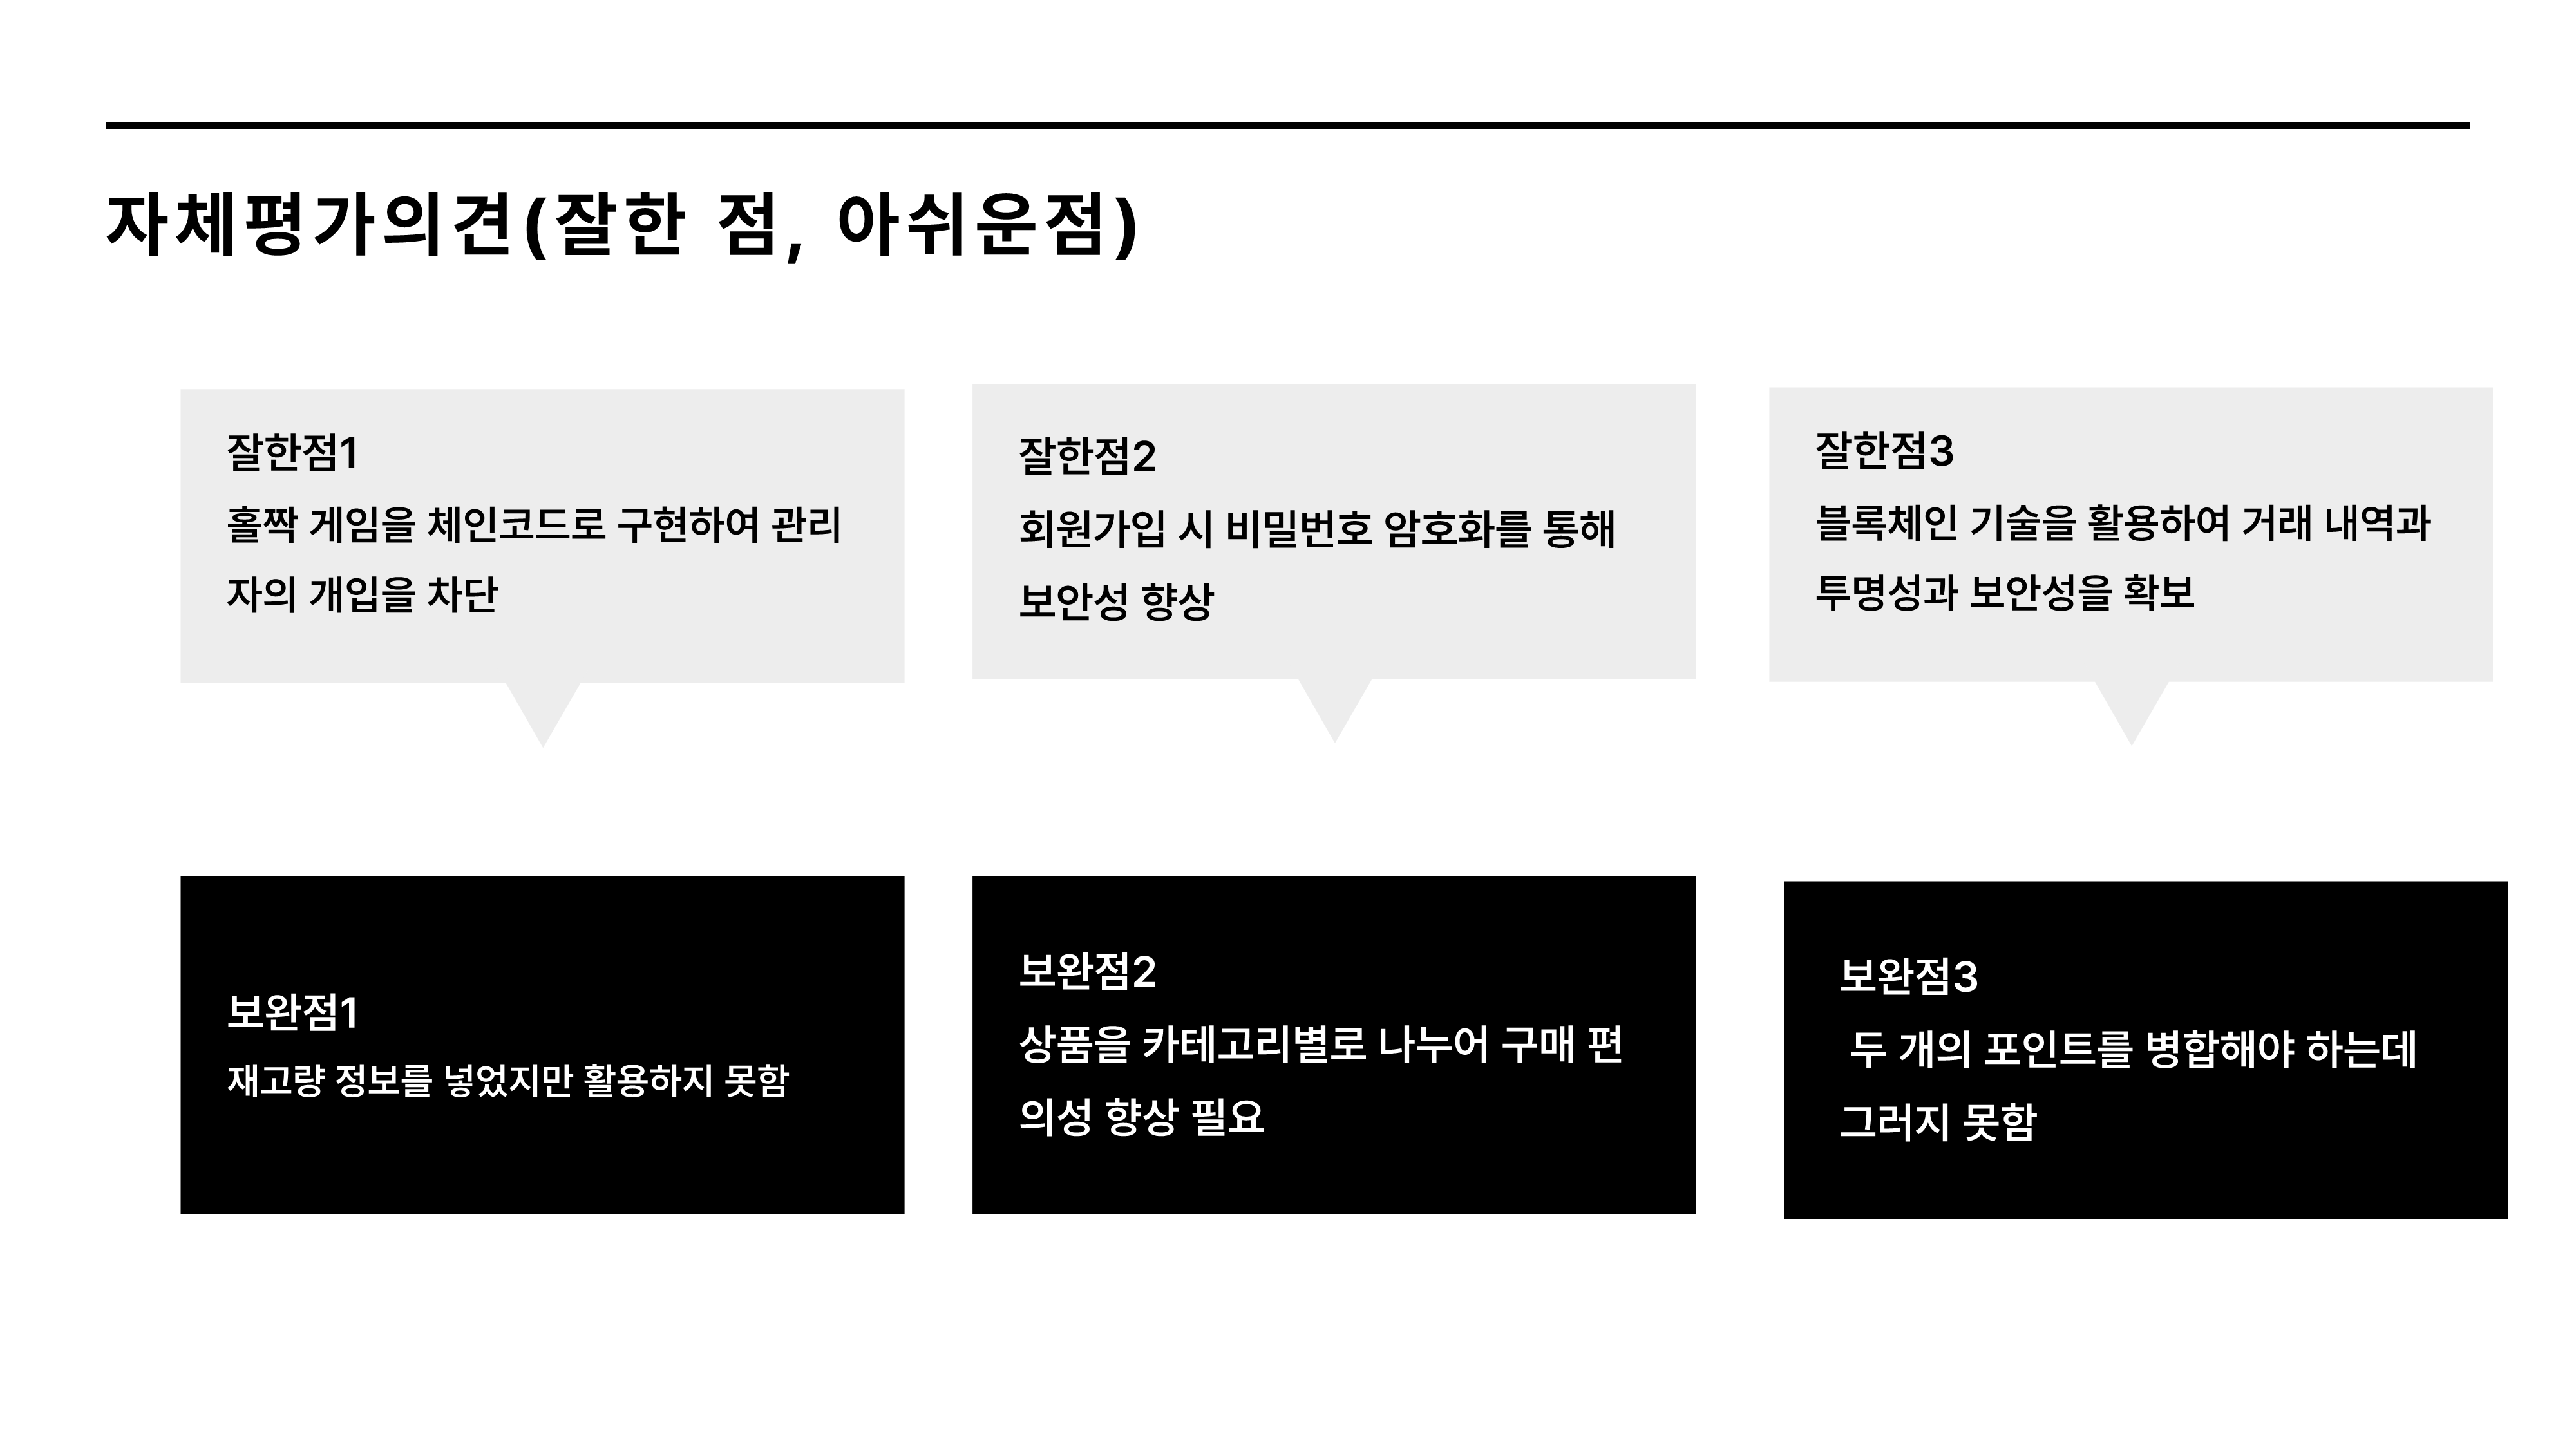 자체평가의견(잘한 점, 아쉬운점)
잘한점1
홀짝 게임을 체인코드로 구현하여 관리
자의 개입을 차단
잘한점2
회원가입 시 비밀번호 암호화를 통해
보안성 향상
잘한점3
블록체인 기술을 활용하여 거래 내역과
투명성과 보안성을 확보
보완점1
재고량 정보를 넣었지만 활용하지 못함
보완점2
상품을 카테고리별로 나누어 구매 편
의성 향상 필요
보완점3
두 개의 포인트를 병합해야 하는데
그러지 못함